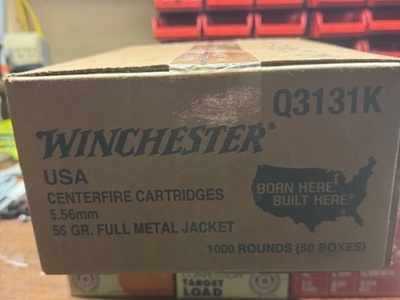 Q3131K
WINCHESTER®
USA
CENTERFIRE CARTRIDGES
5.56mm
55 GR. FULL METAL JACKET
BORN HERE.
BUILT HERE.
1000 ROUNDS (50 BOXES)
TARGET
LOAD